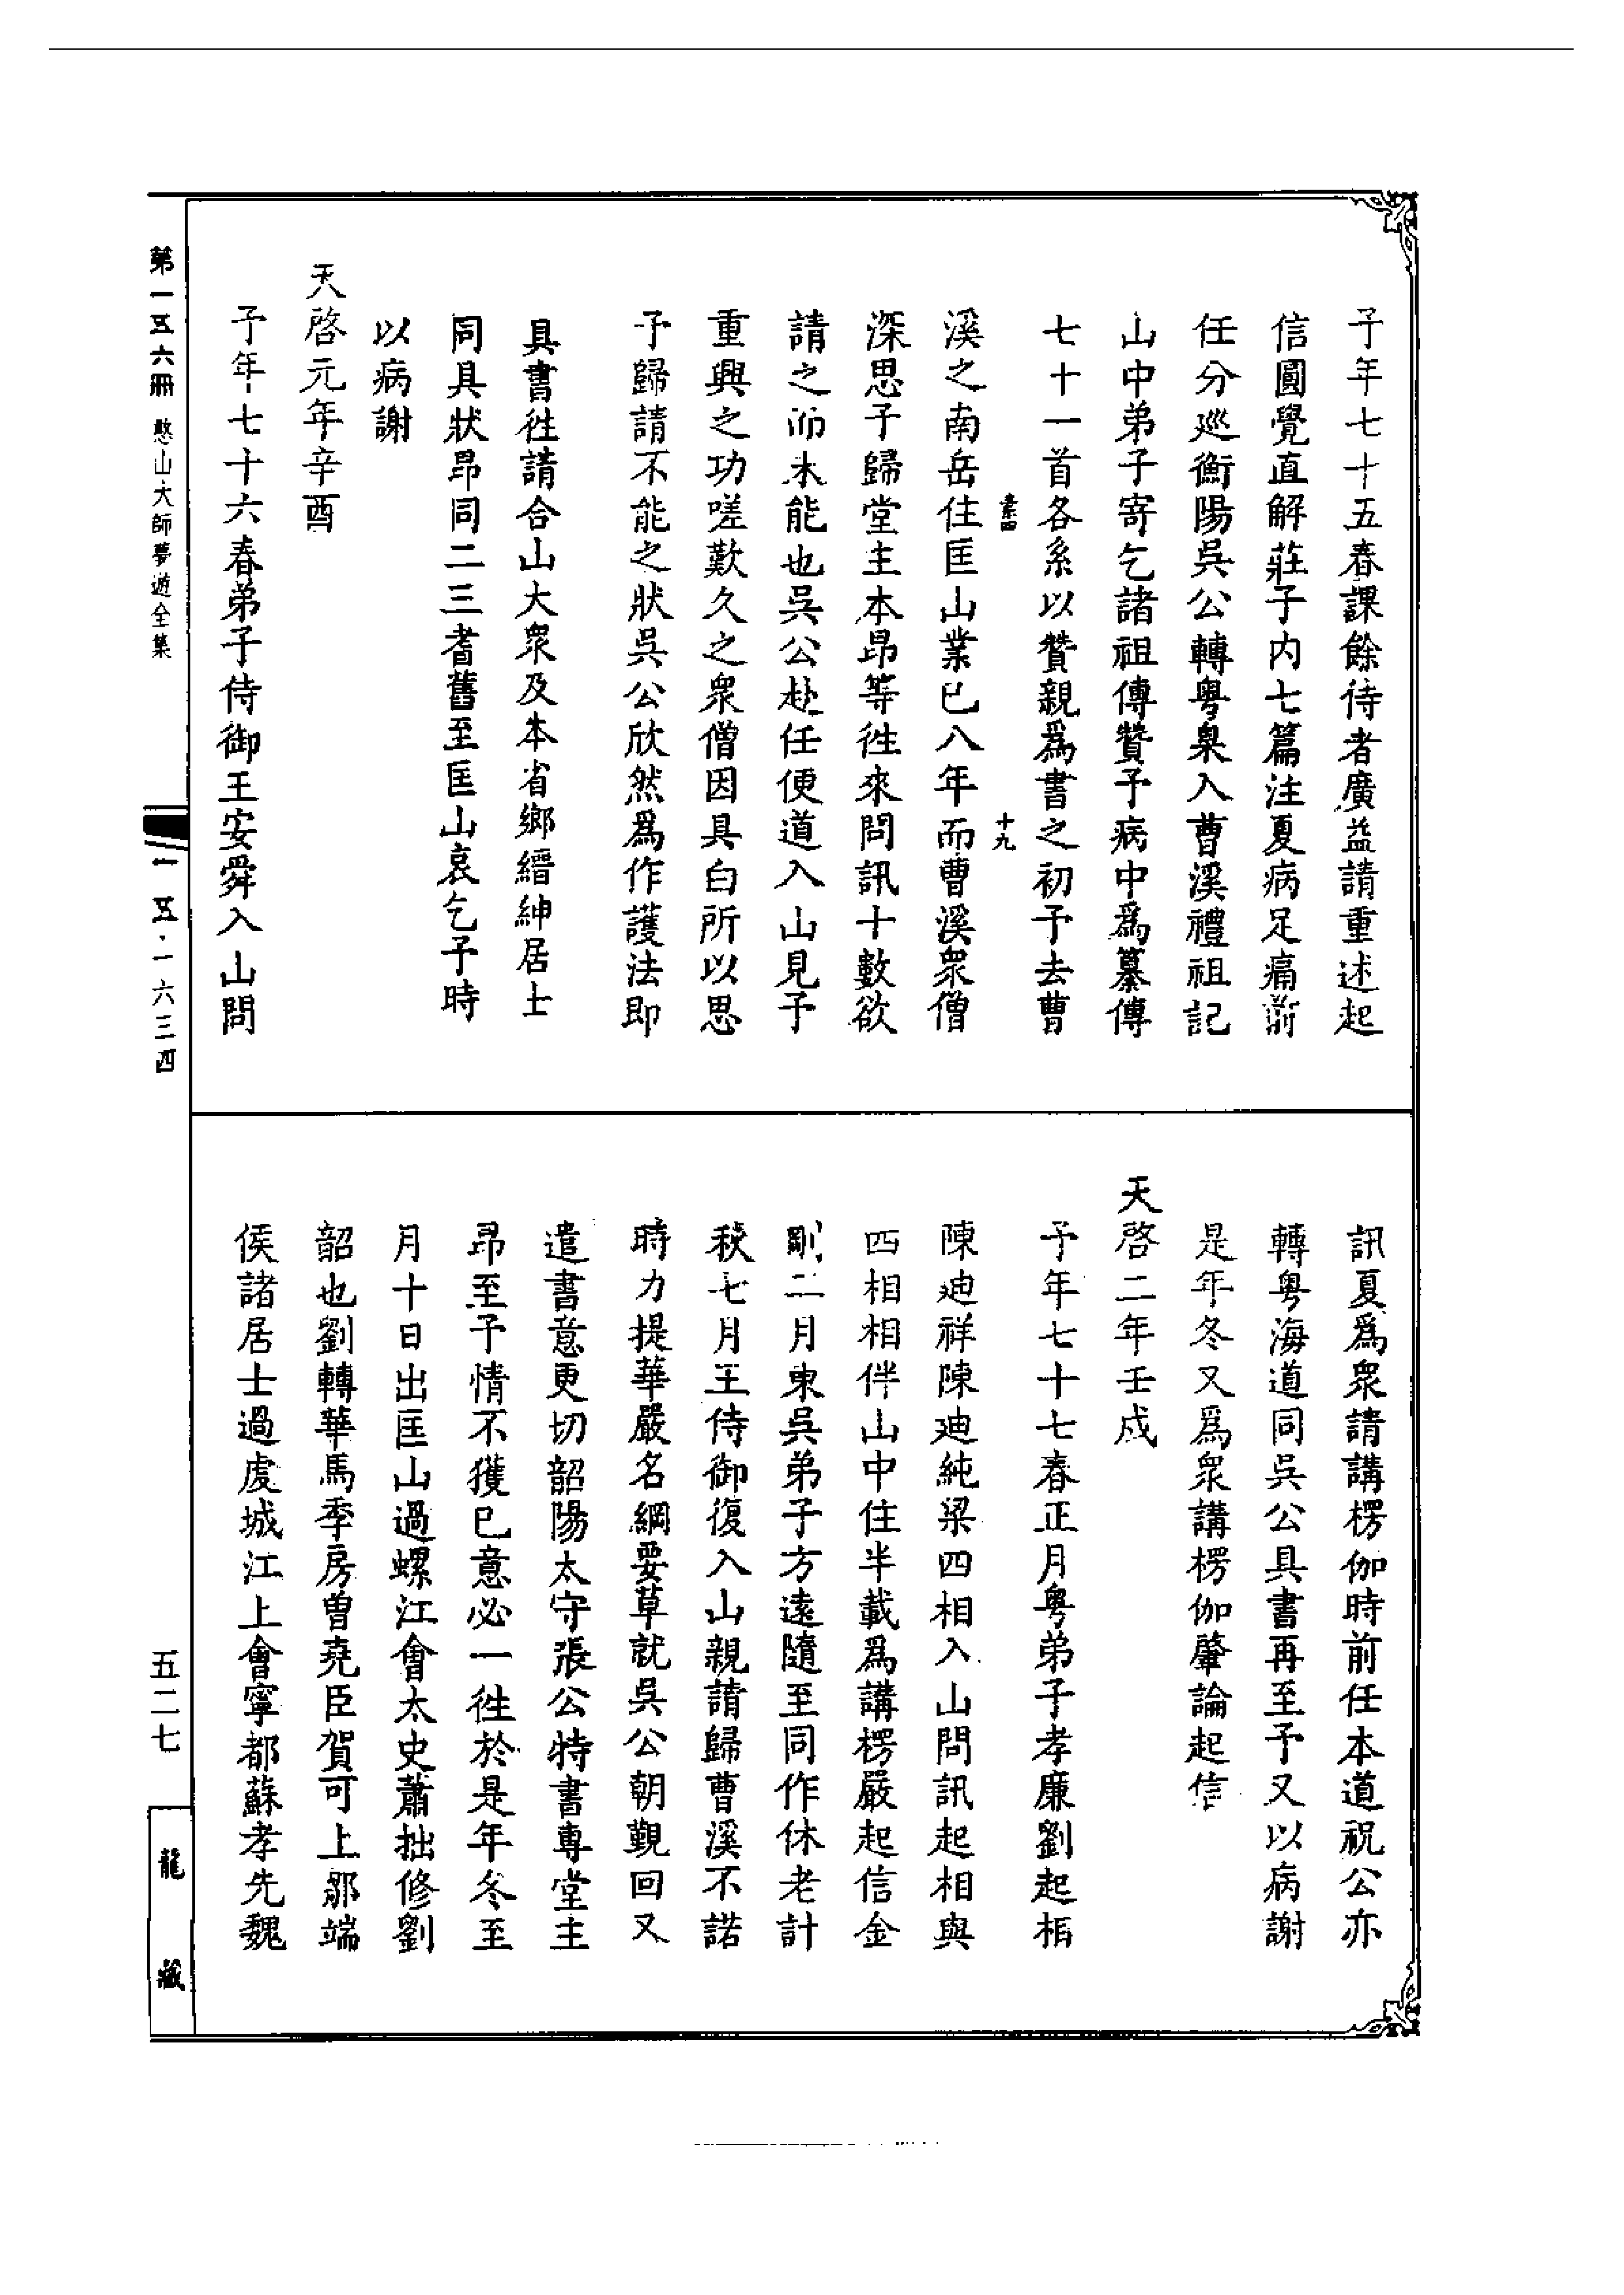 予年七十五春課餘侍者廣益請重述起
信圓覺直解莊子内七篇注夏病足痛前
任分巡衡陽吳公轉粤臬入曹溪禮祖記
山中弟子寄乞諸祖傳贊予病中爲纂傳
七十一首各系以贊親爲書之初予去曹
素四
十九
溪之南岳住匡山業已八年而曹溪眾僧
深思予歸堂主本昂等徃來問訊十數欲
請之而未能也吳公赴任便道入山見予
重興之功嗟歎久之眾僧因具白所以思
予歸請不能之狀吳公欣然爲作護法即
具書徃請合山大眾及本省鄉縉紳居士
同具狀昂同二三耆舊至匡山哀乞予時
以病謝
天啓元年辛酉
予年七十六春弟子侍御王安舜入山問
訊夏爲眾請講楞伽時前任本道祝公亦
轉粤海道同吳公具書再至予又以病謝
是年冬又爲眾講楞伽肇論起信
天啓二年壬戍
予年七十七春正月粤弟子孝廉劉起相
陳迪祥陳迪純梁四相入山問訊起相與
四相相伴山中住半載爲講楞嚴起信金
剛二月東吳弟子方遠隨至同作休老計
秋七月王侍御復入山親請歸曹溪不諾
時力提華嚴名綱要草就吳公朝覲回又
遣書意更切韶陽太守張公特書專堂主
昂至予情不獲已意必一徃於是年冬至
月十日出匡山過螺江會太史蕭拙修劉
韶也劉轉華馬季房曾堯臣賀可上鄒端
侯諸居士過虔城江上會寧都蘇孝先魏
第一五六冊
憨山大師夢遊全集
一五·一六三四
五二七
龍藏